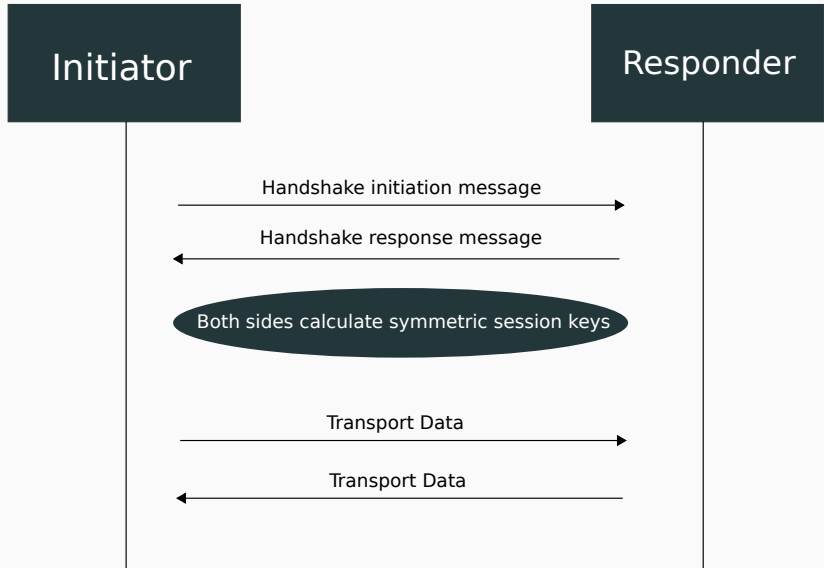 Initiator
Responder
Handshake initiation message
Handshake response message
Both sides calculate symmetric session keys
Transport Data
Transport Data